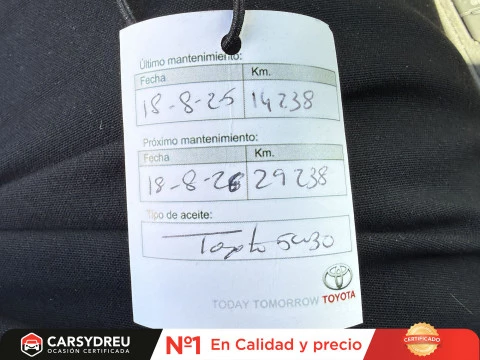 Último mantenimiento:
Fecha Km.
18-8-25 14238
Próximo mantenimiento:
Fecha Km.
18-8-26 29238
Tipo de aceite:
5w30
TODAY TOMORROW TOYOTA
CARSYDREU
OCASIÓN CERTIFICADA
Nº1 En Calidad y precio
CERTIFICADO